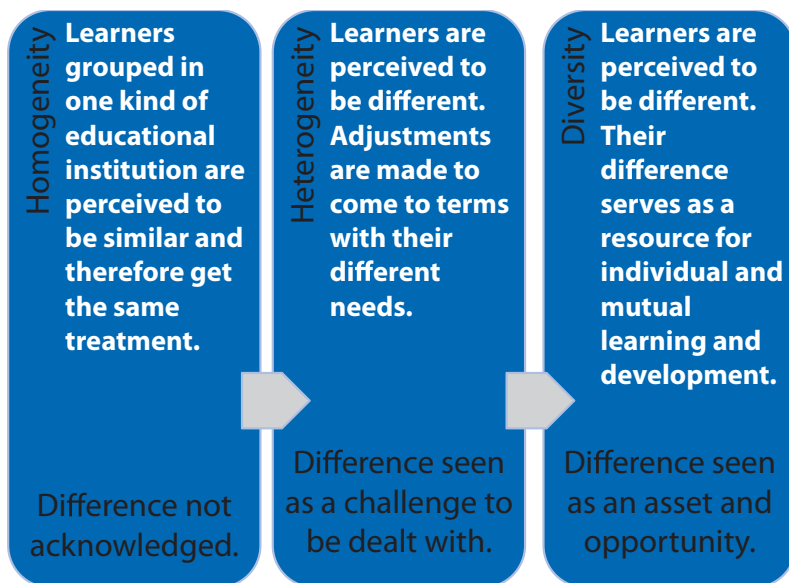 Homogeneity
Learners
grouped in
one kind of
educational
institution are
perceived to
be similar and
therefore get
the same
treatment.
Difference not
acknowledged.
Heterogeneity
Learners are
perceived to
be different.
Adjustments
are made to
come to terms
with their
different
needs.
Difference seen
as a challenge to
be dealt with.
Diversity
Learners are
perceived to
be different.
Their
difference
serves as a
resource for
individual and
mutual
learning and
development.
Difference seen
as an asset and
opportunity.